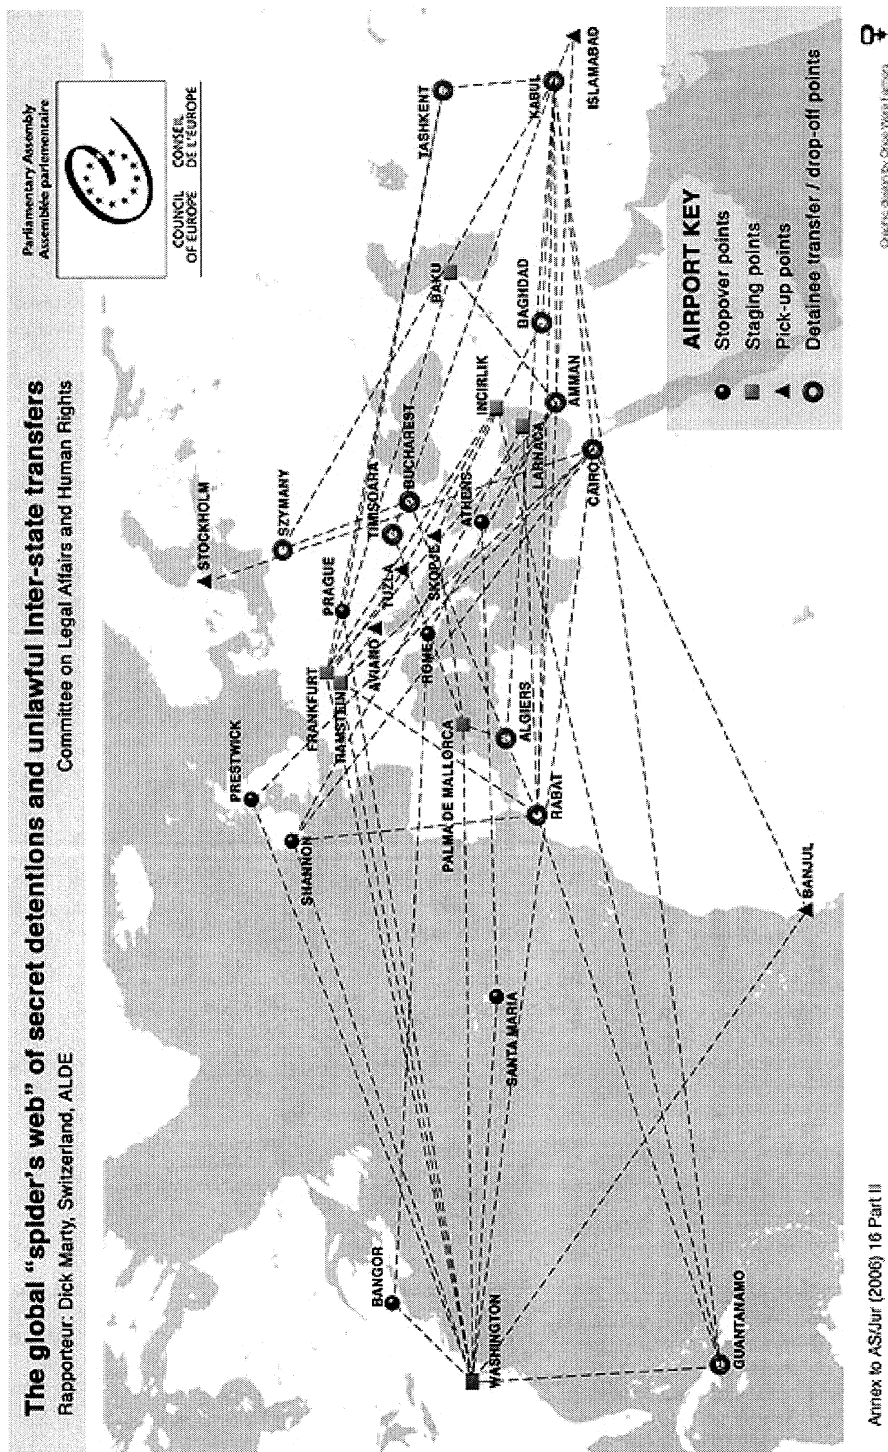 The global “spider’s web” of secret detentions and unlawful inter-state transfers
Rapporteur: Dick Marty, Switzerland, ALDE
Committee on Legal Affairs and Human Rights
Parliamentary Assembly
Assemblée parlementaire
COUNCIL OF EUROPE
CONSEIL DE L'EUROPE
STOCKHOLM
SZYMANY
PRESTWICK
SHANNON
PRAGUE
FRANKFURT
RAMSTEIN
AVIANO
TUZLA
TIMISOARA
BUCHAREST
SKOPJE
ROME
ATHENS
BANGOR
WASHINGTON
SANTA MARIA
PALMA DE MALLORCA
ALGIERS
RABAT
INCIRLIK
LARNACA
BAKU
TASHKENT
KABUL
ISLAMABAD
BAGHDAD
AMMAN
CAIRO
GUANTANAMO
BANJUL
AIRPORT KEY
Stopover points
Staging points
Pick-up points
Detainee transfer / drop-off points
Annex to AS/Jur (2006) 16 Part II